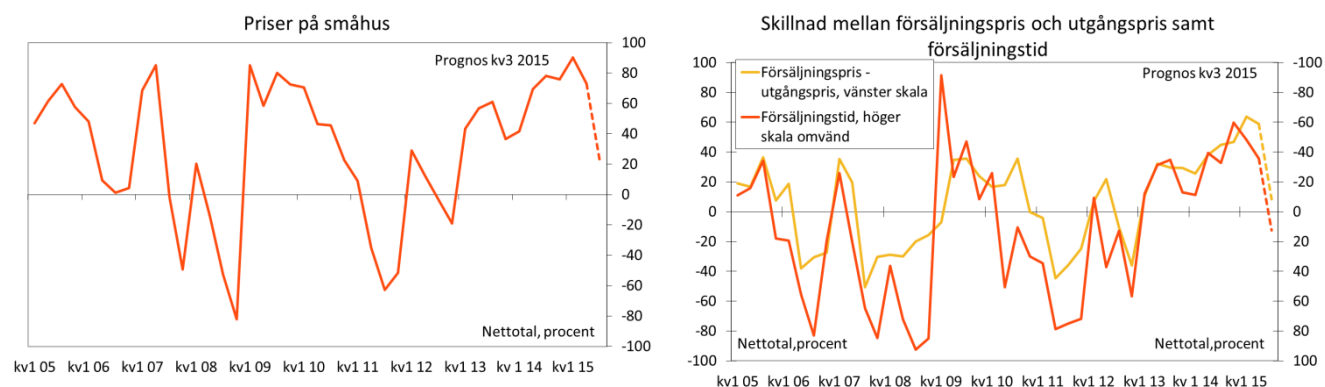 Priser på småhus
Prognos kv3 2015
100
80
60
40
20
0
-20
-40
-60
-80
-100
Nettotal, procent
kv1 05 kv1 06 kv1 07 kv1 08 kv1 09 kv1 10 kv1 11 kv1 12 kv1 13 kv1 14 kv1 15
Skillnad mellan försäljningspris och utgångspris samt
försäljningstid
Försäljningspris -
utgångspris, vänster skala
Försäljningstid, höger
skala omvänd
Prognos kv3 2015
100
80
60
40
20
0
-20
-40
-60
-80
-100
-100
-80
-60
-40
-20
0
20
40
60
80
100
Nettotal,procent
Nettotal,procent
kv1 05 kv1 06 kv1 07 kv1 08 kv1 09 kv1 10 kv1 11 kv1 12 kv1 13 kv1 14 kv1 15